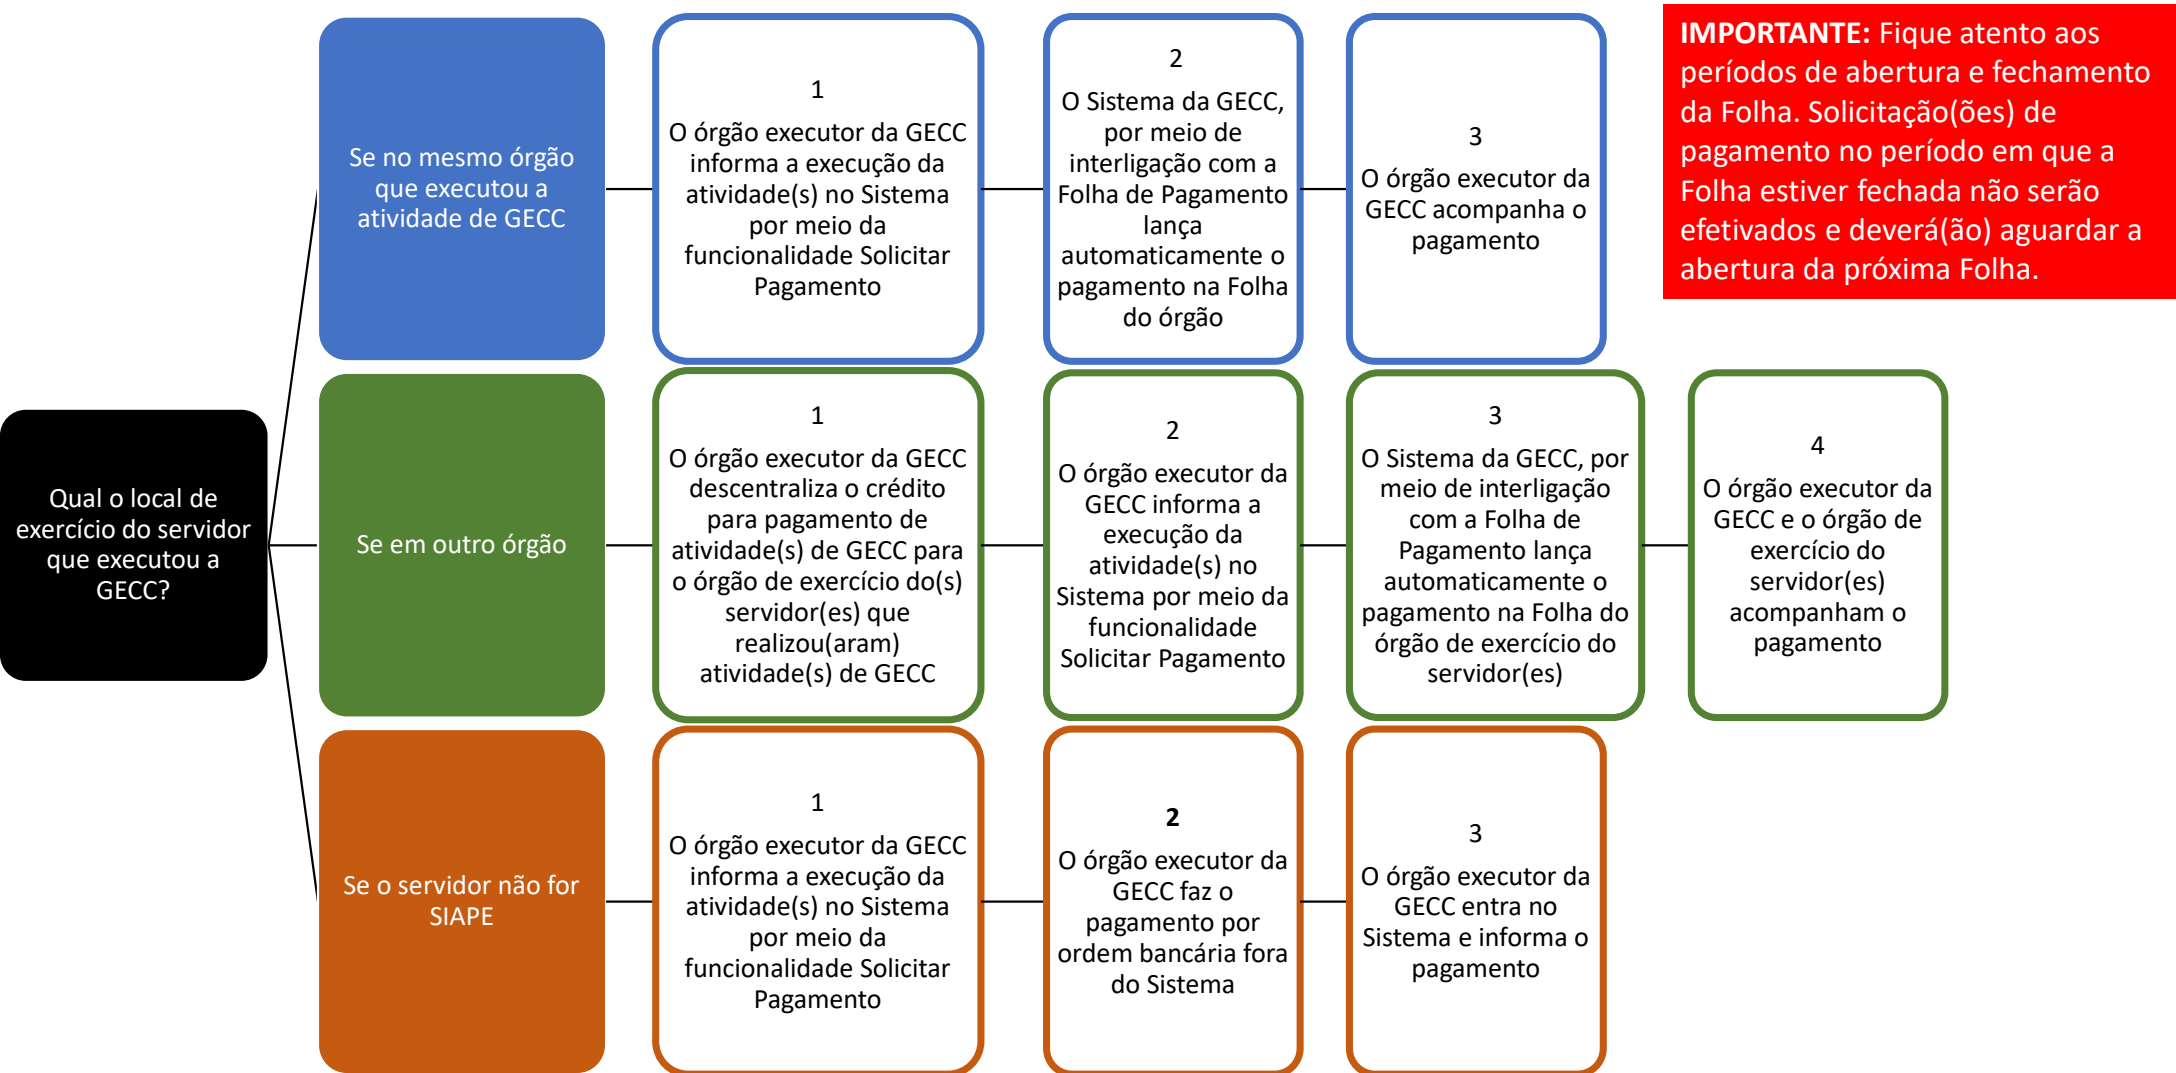 Qual o local de
exercício do servidor
que executou a
GECC?
Se no mesmo órgão
que executou a
atividade de GECC
1
O órgão executor da GECC
informa a execução da
atividade(s) no Sistema
por meio da
funcionalidade Solicitar
Pagamento
2
O Sistema da GECC,
por meio de
interligação com a
Folha de Pagamento
lança
automaticamente o
pagamento na Folha
do órgão
3
O órgão executor da
GECC acompanha o
pagamento
IMPORTANTE: Fique atento aos
períodos de abertura e fechamento
da Folha. Solicitação(ões) de
pagamento no período em que a
Folha estiver fechada não serão
efetivados e deverá(ão) aguardar a
abertura da próxima Folha.
Se em outro órgão
1
O órgão executor da GECC
descentraliza o crédito
para pagamento de
atividade(s) de GECC para
o órgão de exercício do(s)
servidor(es) que
realizou(aram)
atividade(s) de GECC
2
O órgão executor da
GECC informa a
execução da
atividade(s) no
Sistema por meio da
funcionalidade
Solicitar Pagamento
3
O Sistema da GECC, por
meio de interligação
com a Folha de
Pagamento lança
automaticamente o
pagamento na Folha do
órgão de exercício do
servidor(es)
4
O órgão executor da
GECC e o órgão de
exercício do
servidor(es)
acompanham o
pagamento
Se o servidor não for
SIAPE
1
O órgão executor da GECC
informa a execução da
atividade(s) no Sistema
por meio da
funcionalidade Solicitar
Pagamento
2
O órgão executor da
GECC faz o
pagamento por
ordem bancária fora
do Sistema
3
O órgão executor da
GECC entra no
Sistema e informa o
pagamento